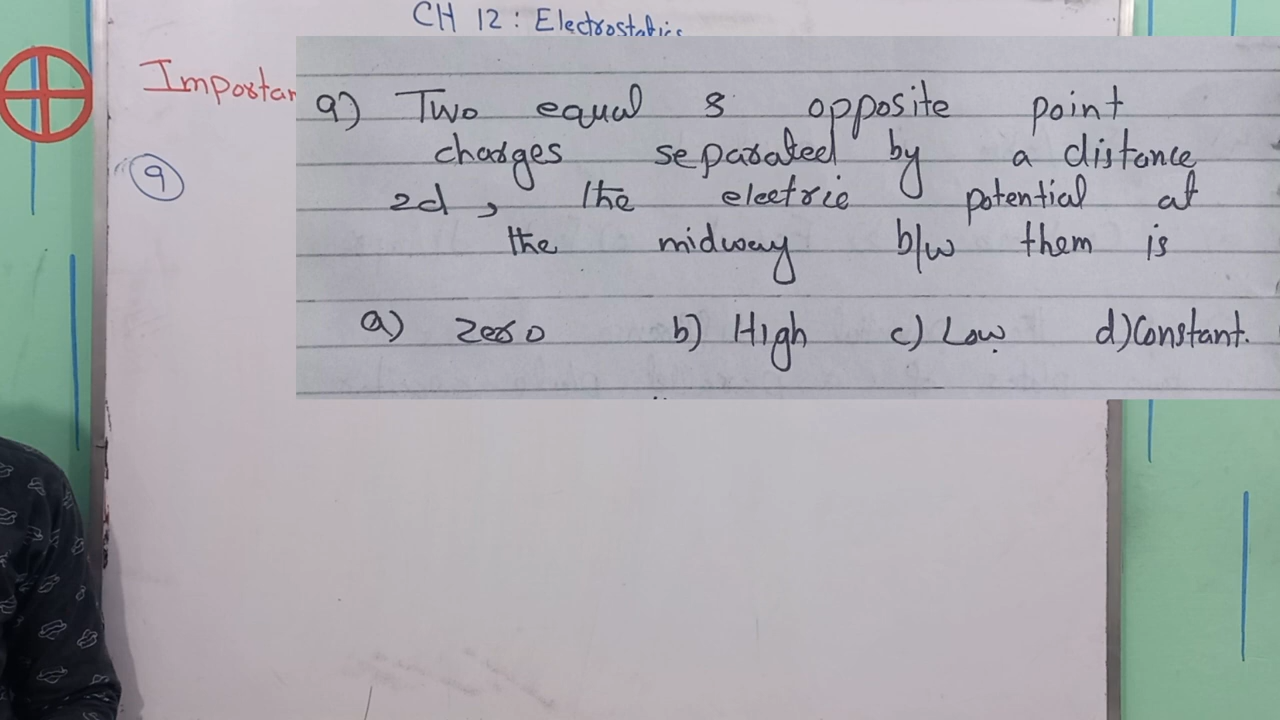 CH 12 : Electrostatics
Importan
9
9) Two equal & opposite point
charges separated by a distance
2d, the electric potential at
the midway b/w them is
a) Zero b) High c) Low d) Constant.